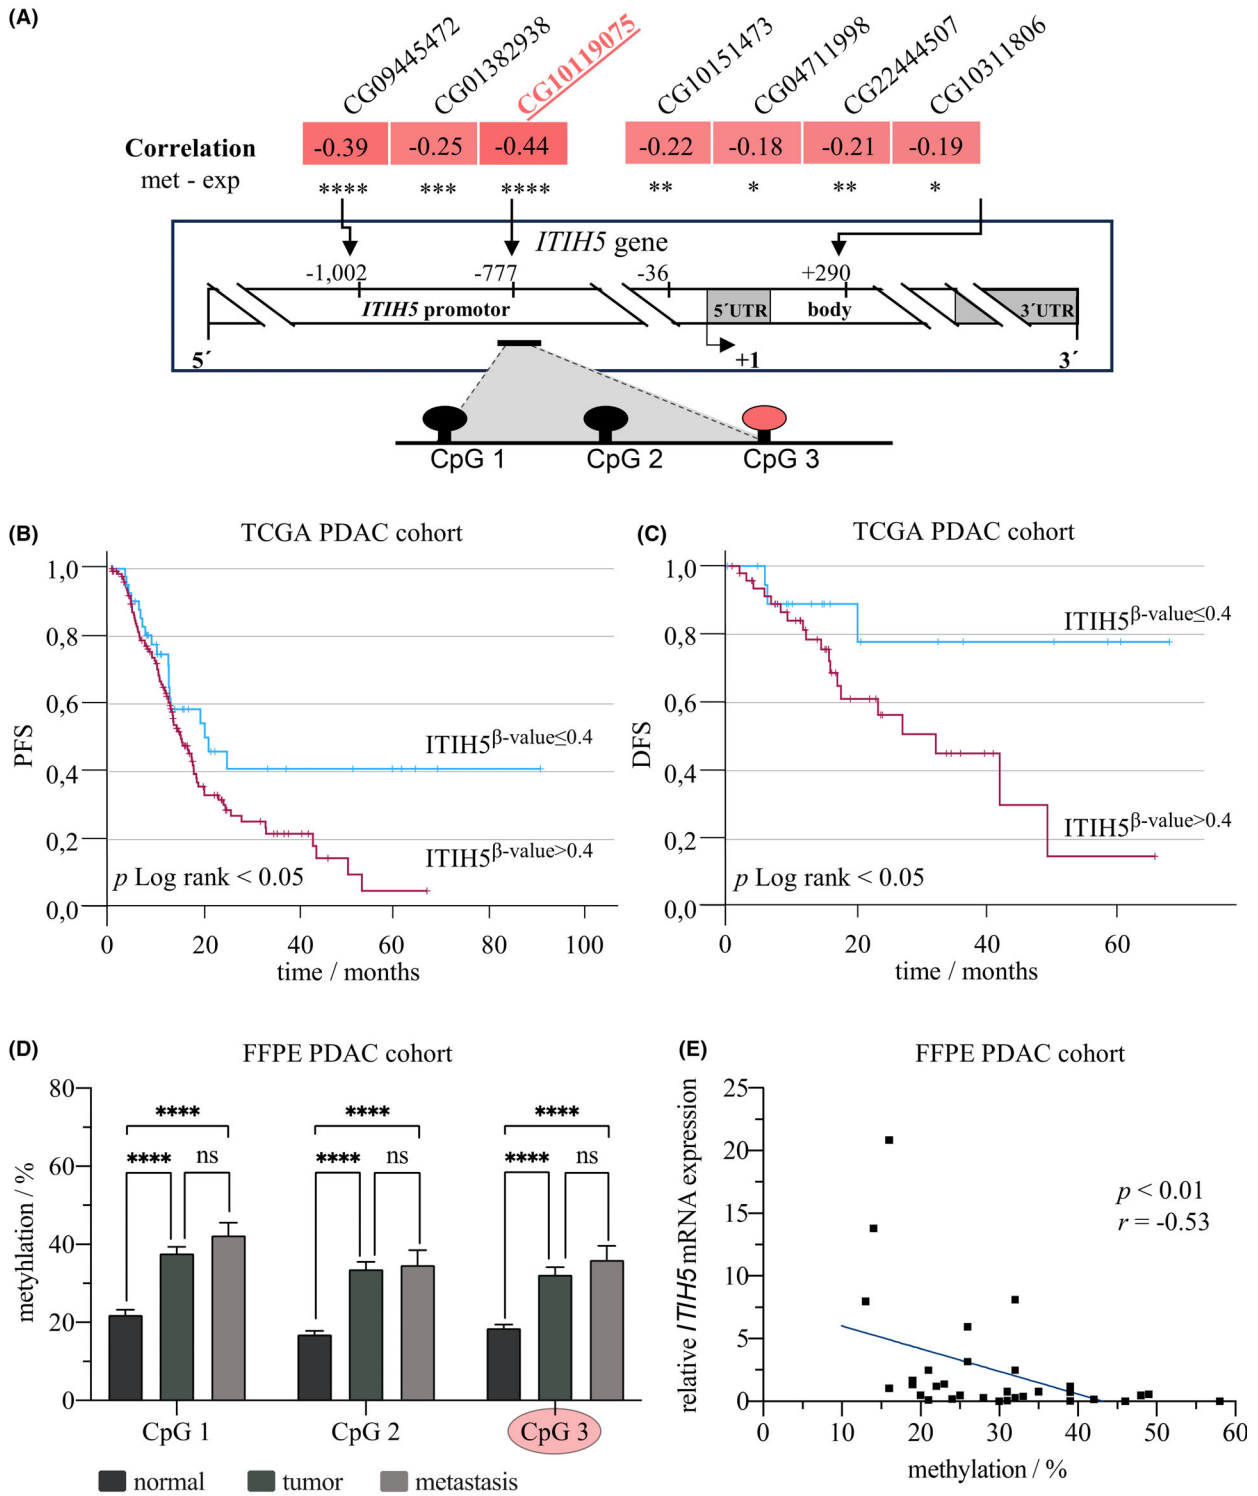 (A)
CG09445472 CG01382938 CG10119075 CG10151473 CG04711998 CG22444507 CG10311806
Correlation -0.39 -0.25 -0.44 -0.22 -0.18 -0.21 -0.19
met - exp **** *** **** ** * ** *
ITIH5 gene
-1,002 -777 -36 +290
ITIH5 promotor 5´UTR body 3´UTR
5´ +1 3´
CpG 1 CpG 2 CpG 3
(B) TCGA PDAC cohort
PFS
1,0
0,8
0,6
0,4
0,2
0,0
ITIH5β-value≤0.4
ITIH5β-value>0.4
p Log rank < 0.05
0 20 40 60 80 100
time / months
(C) TCGA PDAC cohort
DFS
1,0
0,8
0,6
0,4
0,2
0,0
ITIH5β-value≤0.4
ITIH5β-value>0.4
p Log rank < 0.05
0 20 40 60
time / months
(D) FFPE PDAC cohort
metyhlation / %
80
60
40
20
0
**** **** ****
**** ns **** ns **** ns
CpG 1 CpG 2 CpG 3
normal tumor metastasis
(E) FFPE PDAC cohort
relative ITIH5 mRNA expression
25
20
15
10
5
0
p < 0.01
r = -0.53
0 10 20 30 40 50 60
methylation / %